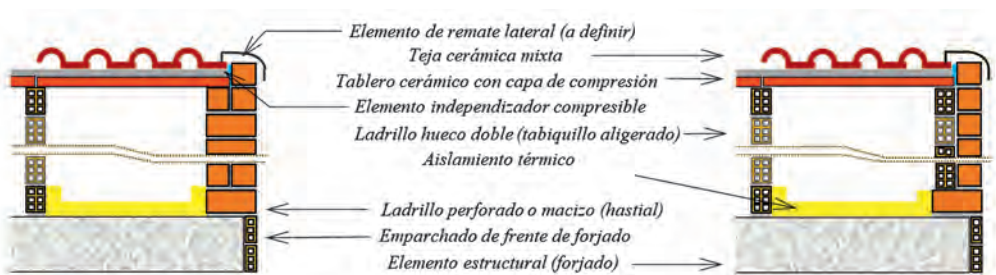 Elemento de remate lateral (a definir)
Teja cerámica mixta
Tablero cerámico con capa de compresión
Elemento independizador compresible
Ladrillo hueco doble (tabiquillo aligerado)
Aislamiento térmico
Ladrillo perforado o macizo (hastial)
Emparchado de frente de forjado
Elemento estructural (forjado)